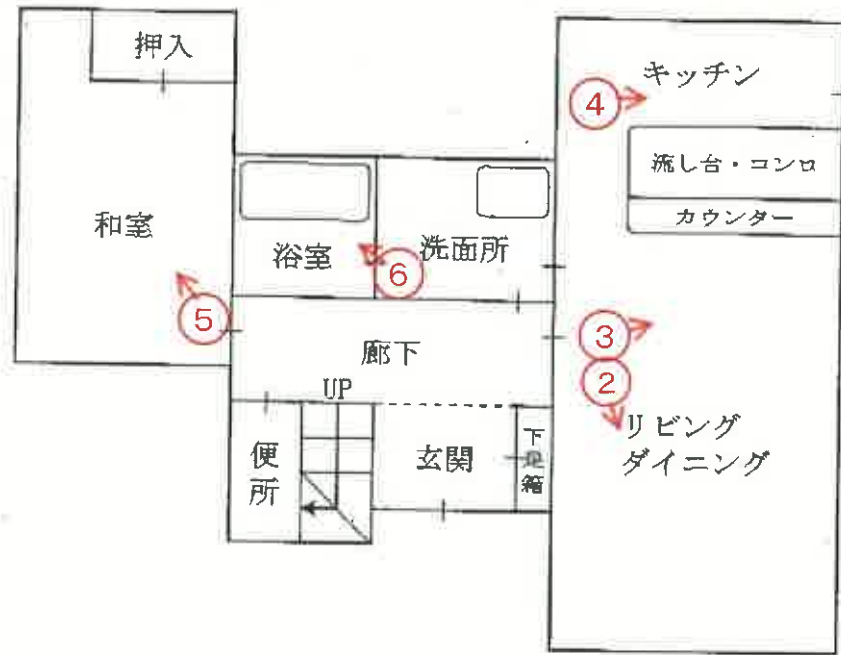 押入
キッチン
④
流し台・コンロ
カウンター
和室
浴室
洗面所
⑥
⑤
③
廊下
②
UP
リビング
ダイニング
便所
玄関
下足箱